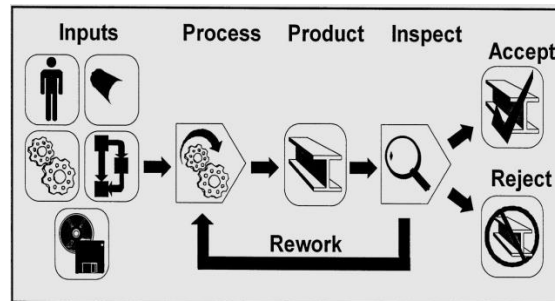 Inputs
Process
Product
Inspect
Accept
Reject
Rework